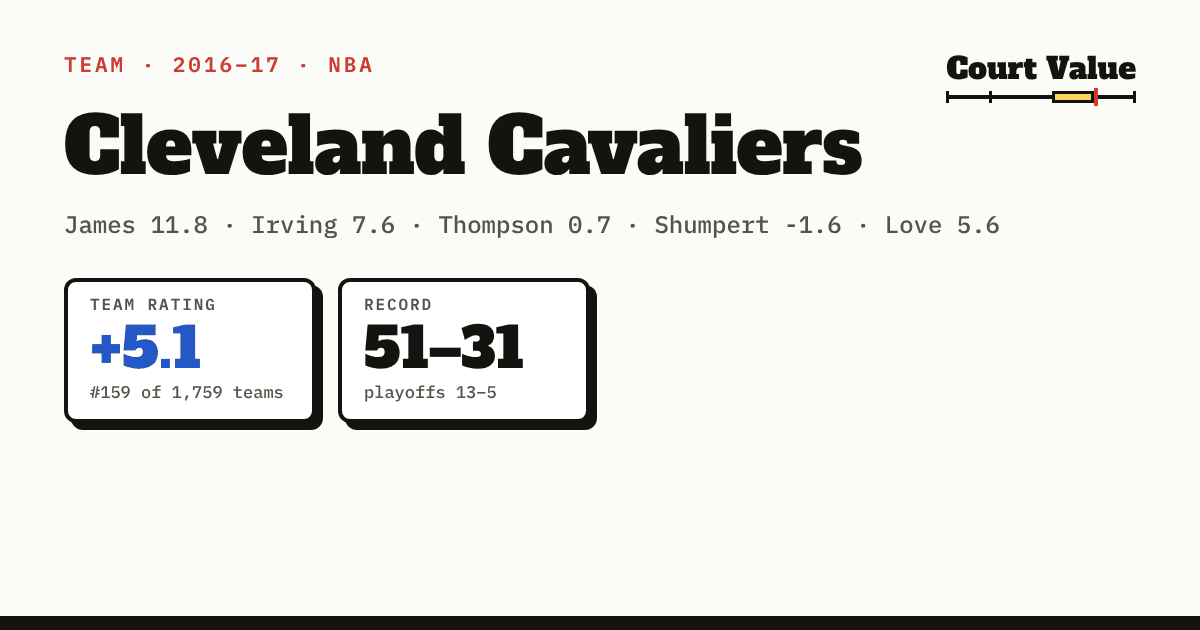 TEAM · 2016–17 · NBA
Court Value
Cleveland Cavaliers
James 11.8 · Irving 7.6 · Thompson 0.7 · Shumpert -1.6 · Love 5.6
TEAM RATING
+5.1
#159 of 1,759 teams
RECORD
51–31
playoffs 13–5